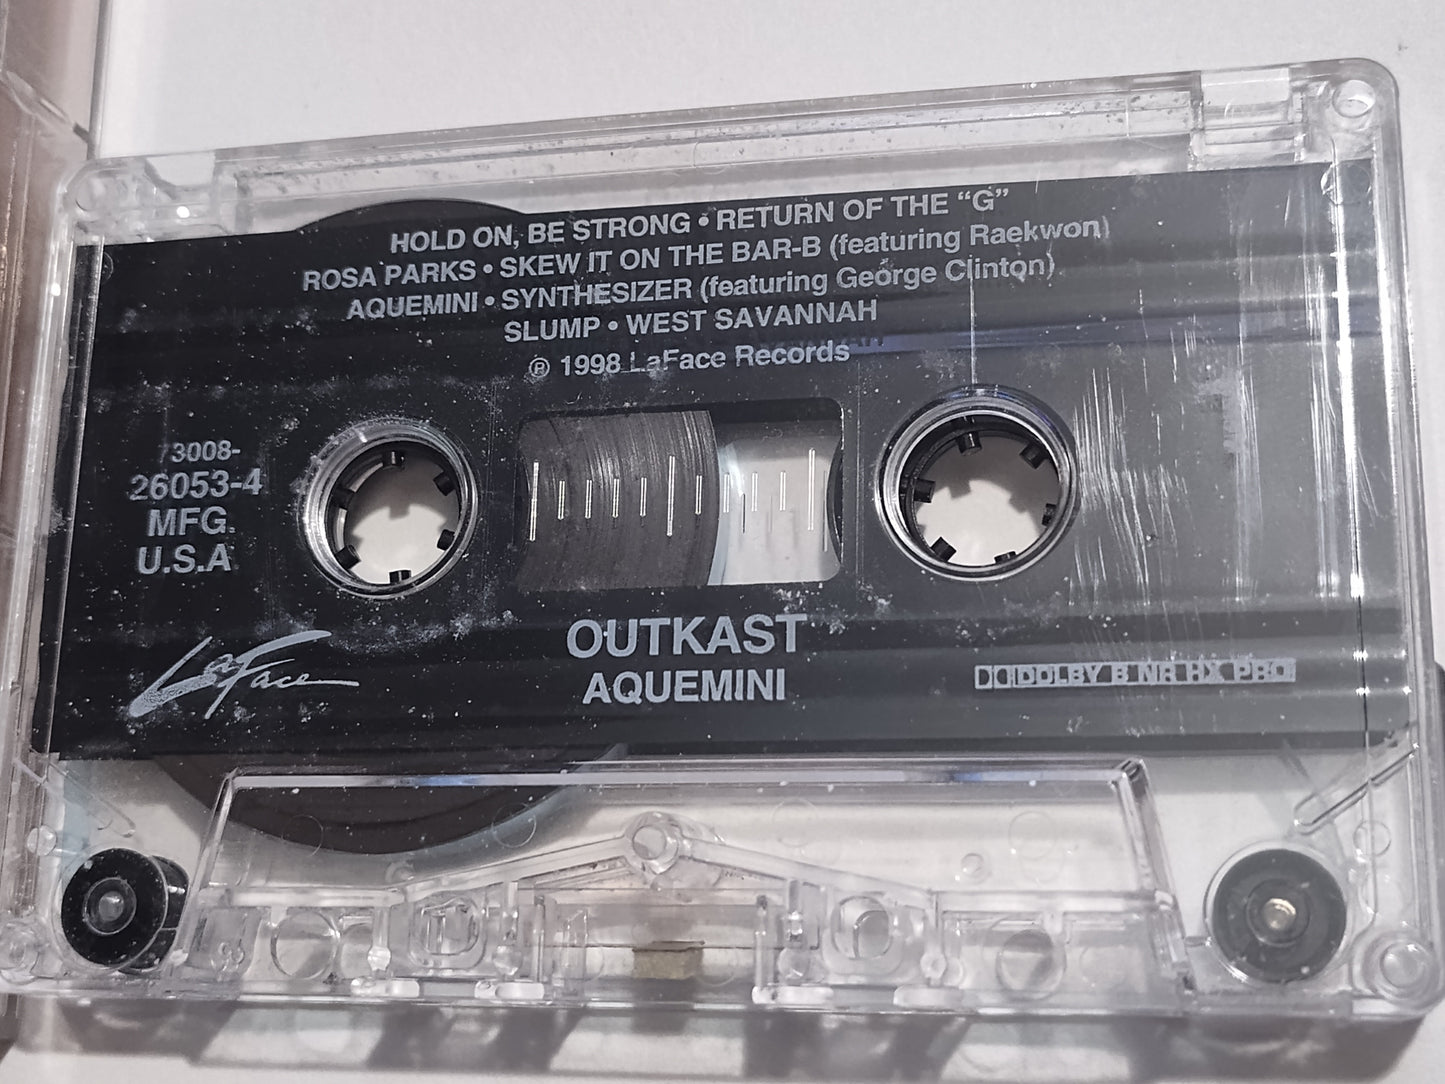 HOLD ON, BE STRONG • RETURN OF THE “G”
ROSA PARKS • SKEW IT ON THE BAR-B (featuring Raekwon)
AQUEMINI • SYNTHESIZER (featuring George Clinton)
SLUMP • WEST SAVANNAH
℗ 1998 LaFace Records
73008-
26053-4
MFG.
U.S.A
LaFace
OUTKAST
AQUEMINI
DOLBY B NR HX PRO